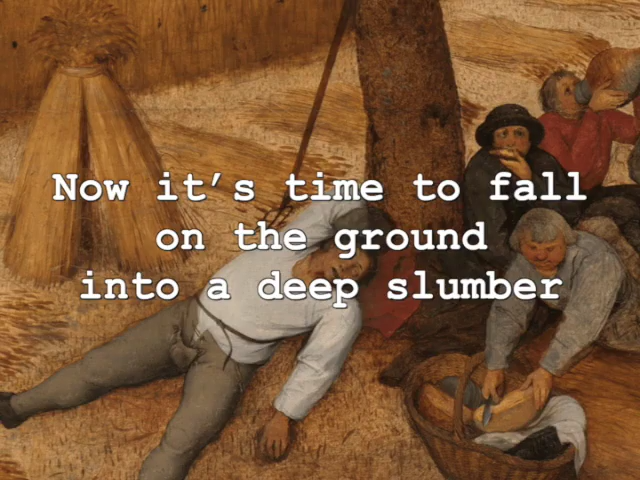 Now it's time to fall
on the ground
into a deep slumber